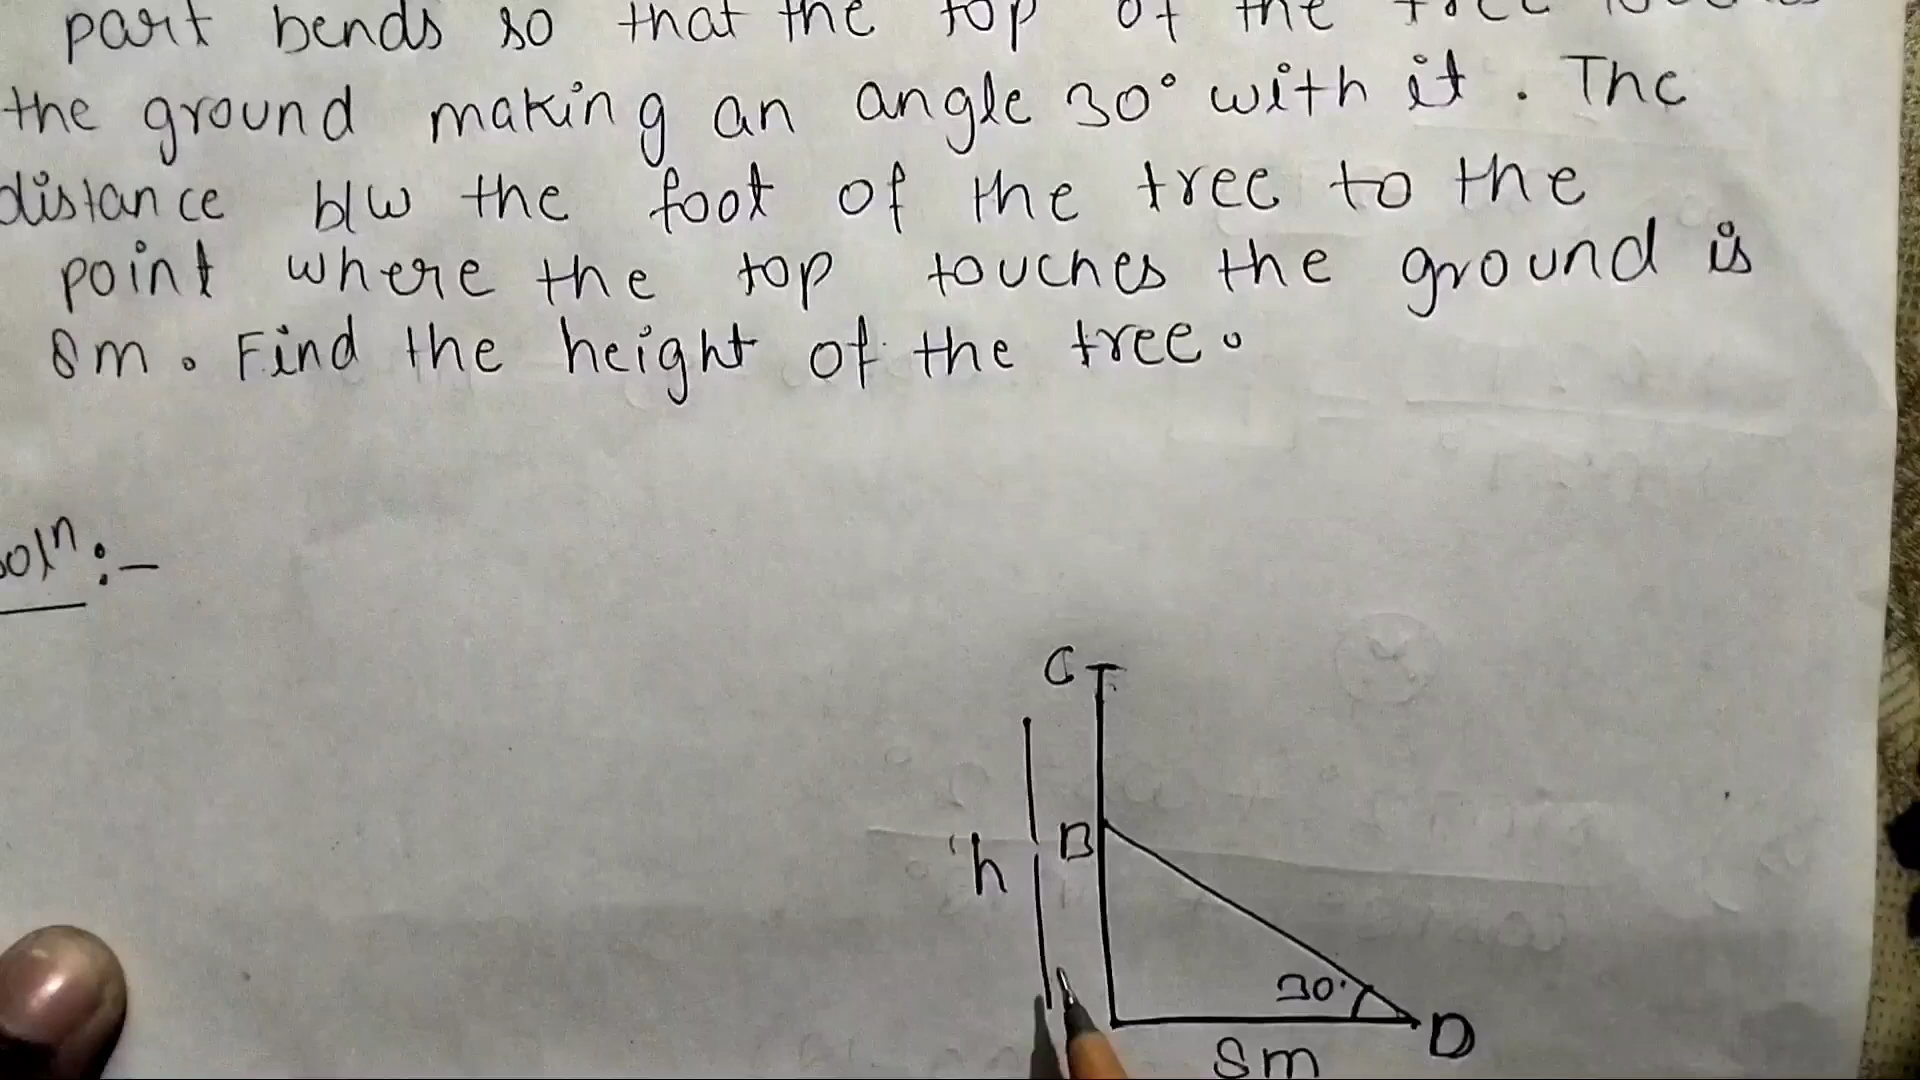 part bends so that the top of the tree
the ground making an angle 30° with it. The
distance b/w the foot of the tree to the
point where the top touches the ground is
8m. Find the height of the tree.
Soln:-
C
B
h
30°
D
8m